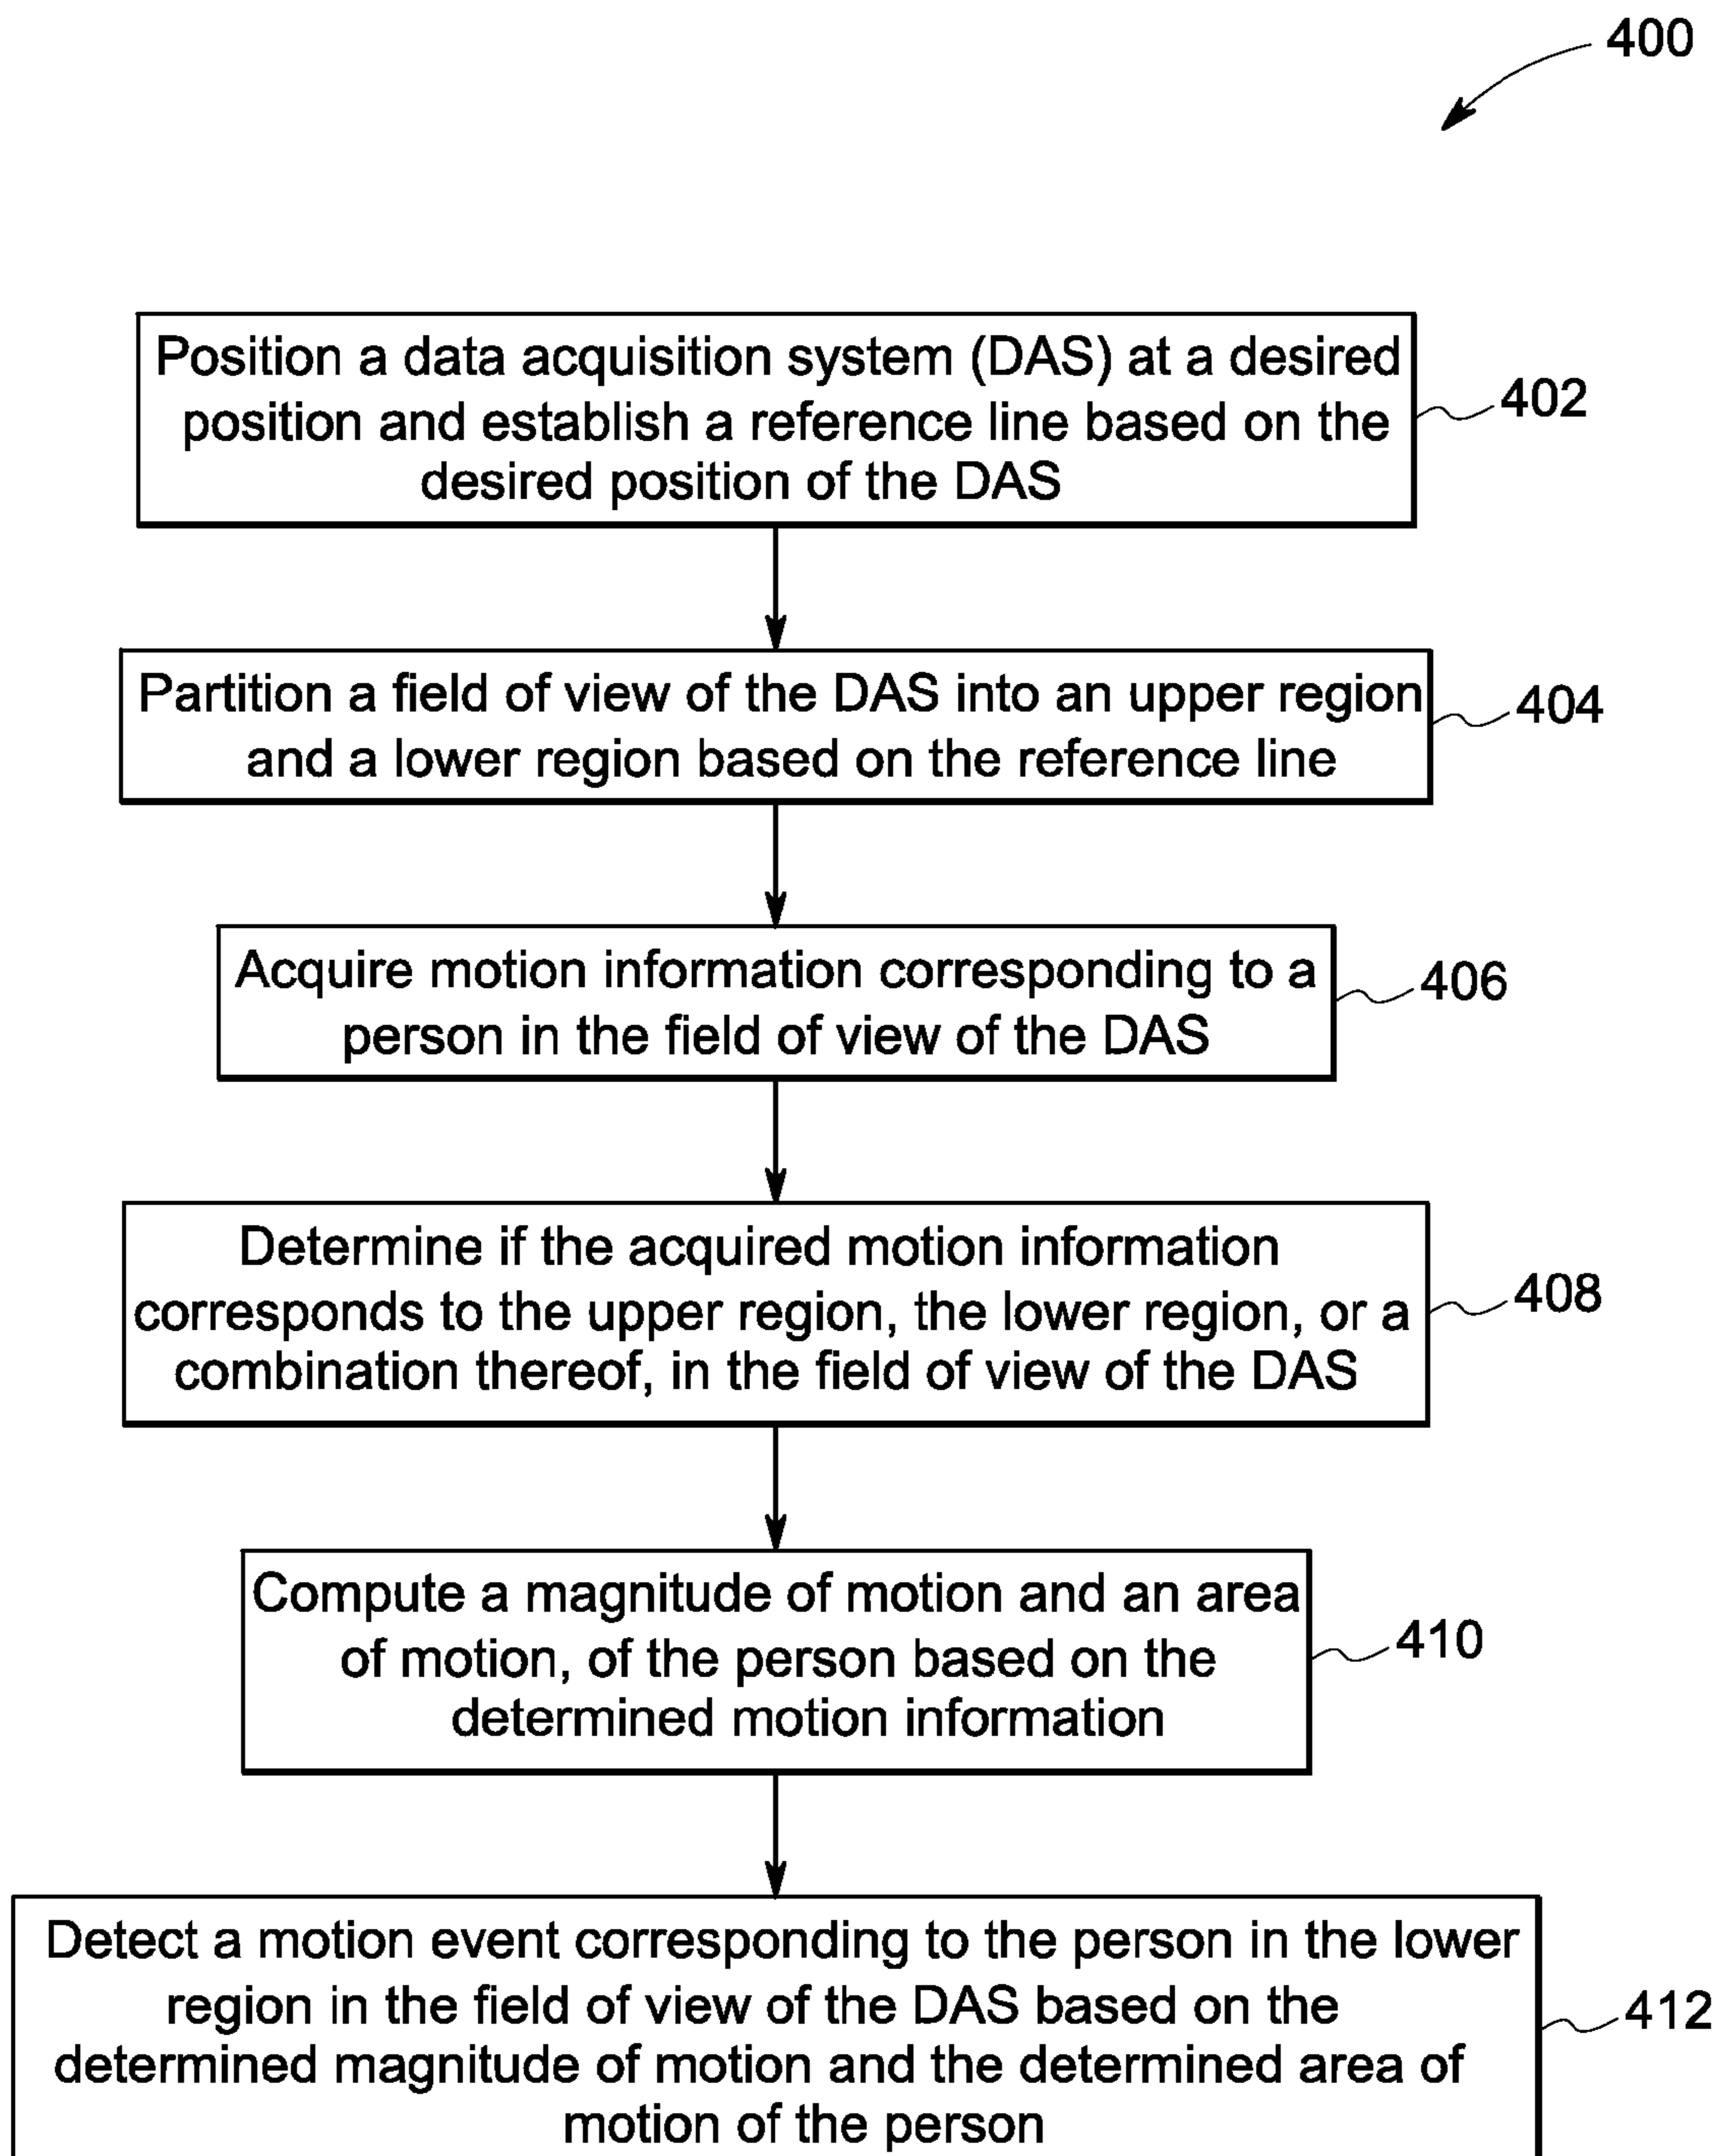 400
Position a data acquisition system (DAS) at a desired
position and establish a reference line based on the
desired position of the DAS
402
Partition a field of view of the DAS into an upper region
and a lower region based on the reference line
404
Acquire motion information corresponding to a
person in the field of view of the DAS
406
Determine if the acquired motion information
corresponds to the upper region, the lower region, or a
combination thereof, in the field of view of the DAS
408
Compute a magnitude of motion and an area
of motion, of the person based on the
determined motion information
410
Detect a motion event corresponding to the person in the lower
region in the field of view of the DAS based on the
determined magnitude of motion and the determined area of
motion of the person
412